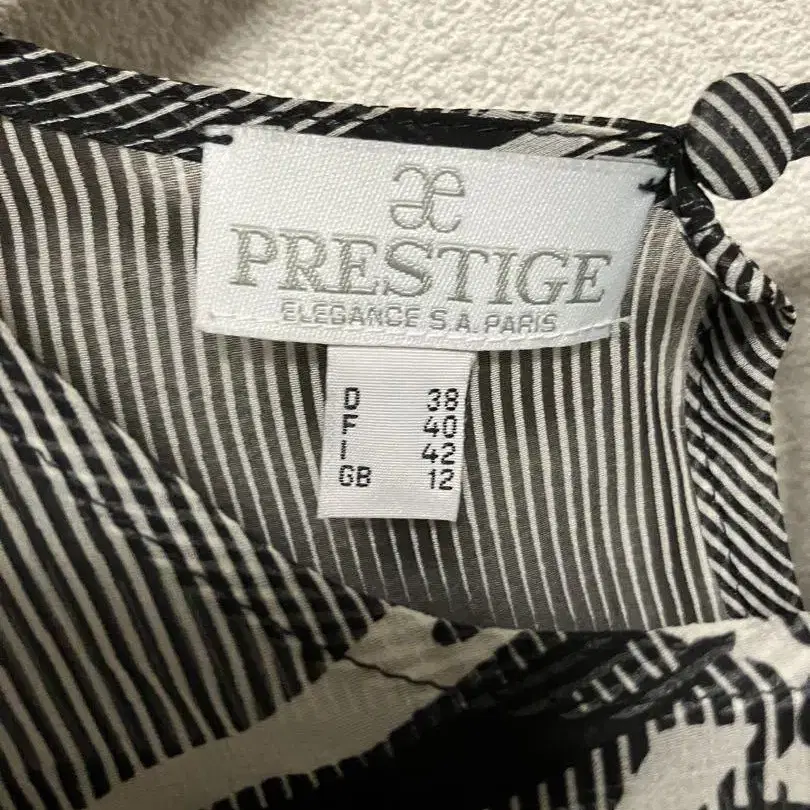 æ
PRESTIGE
ELEGANCE S.A. PARIS
D 38
F 40
I 42
GB 12